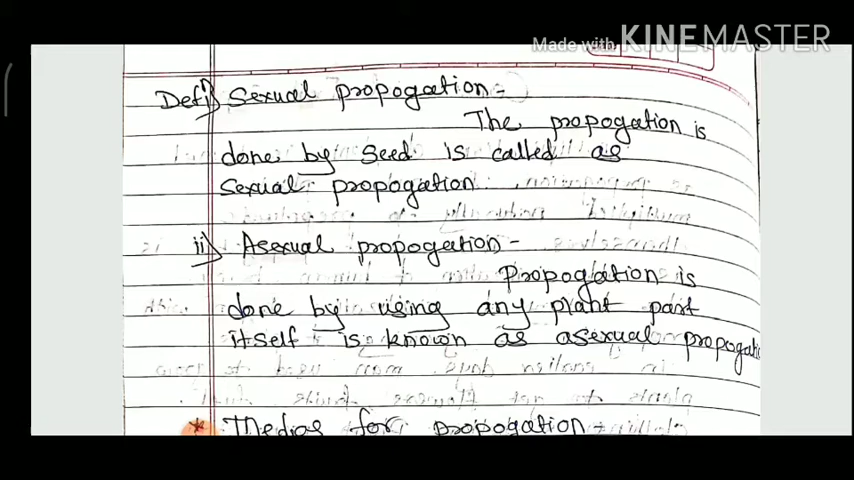 Made with KINEMASTER
Defi) Sexual propogation -
The propogation is
done by seed is called as
sexual propogation
ii) Asexual propogation -
Propogation is
done by using any plant part
itself is known as asexual propogatio
* Medias for propogation -